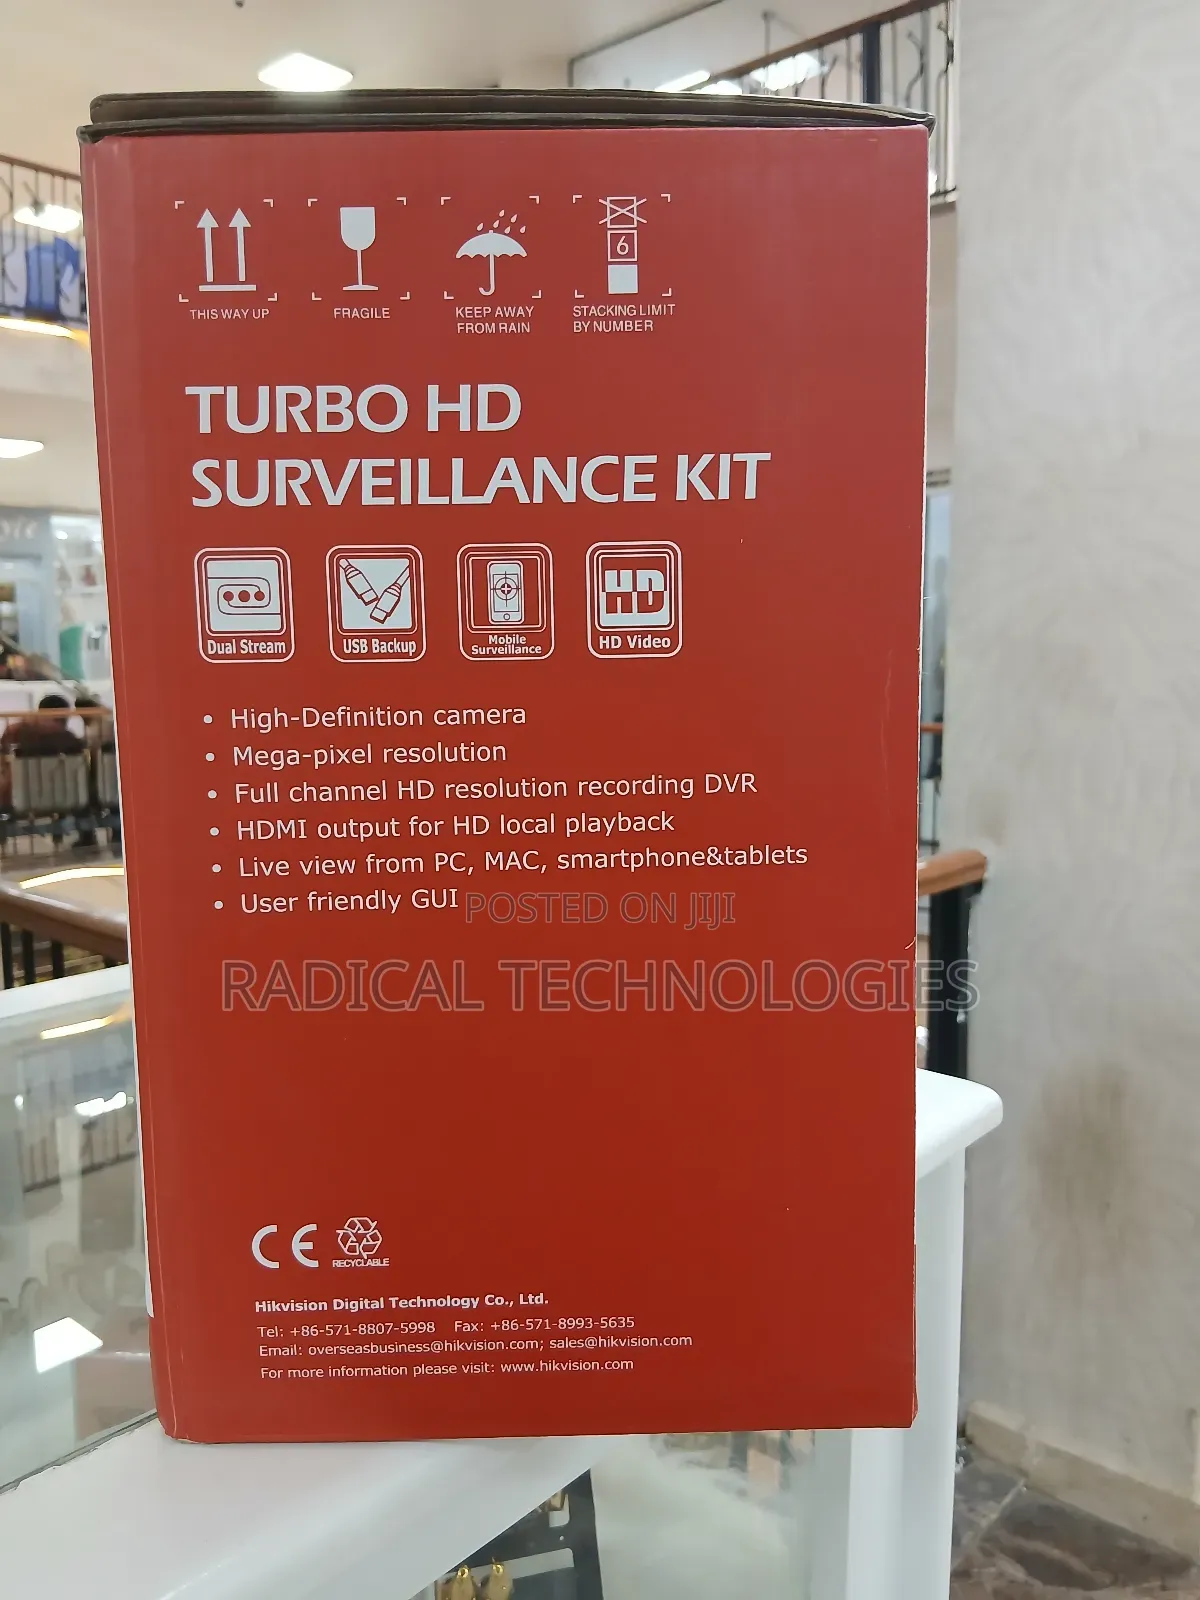 THIS WAY UP
FRAGILE
KEEP AWAY
FROM RAIN
6
STACKING LIMIT
BY NUMBER
TURBO HD
SURVEILLANCE KIT
Dual Stream
USB Backup
Mobile
Surveillance
HD
HD Video
• High-Definition camera
• Mega-pixel resolution
• Full channel HD resolution recording DVR
• HDMI output for HD local playback
• Live view from PC, MAC, smartphone&tablets
• User friendly GUI
POSTED ON JIJI
RADICAL TECHNOLOGIES
CE
RECYCLABLE
Hikvision Digital Technology Co., Ltd.
Tel: +86-571-8807-5998 Fax: +86-571-8993-5635
Email: overseasbusiness@hikvision.com; sales@hikvision.com
For more information please visit: www.hikvision.com